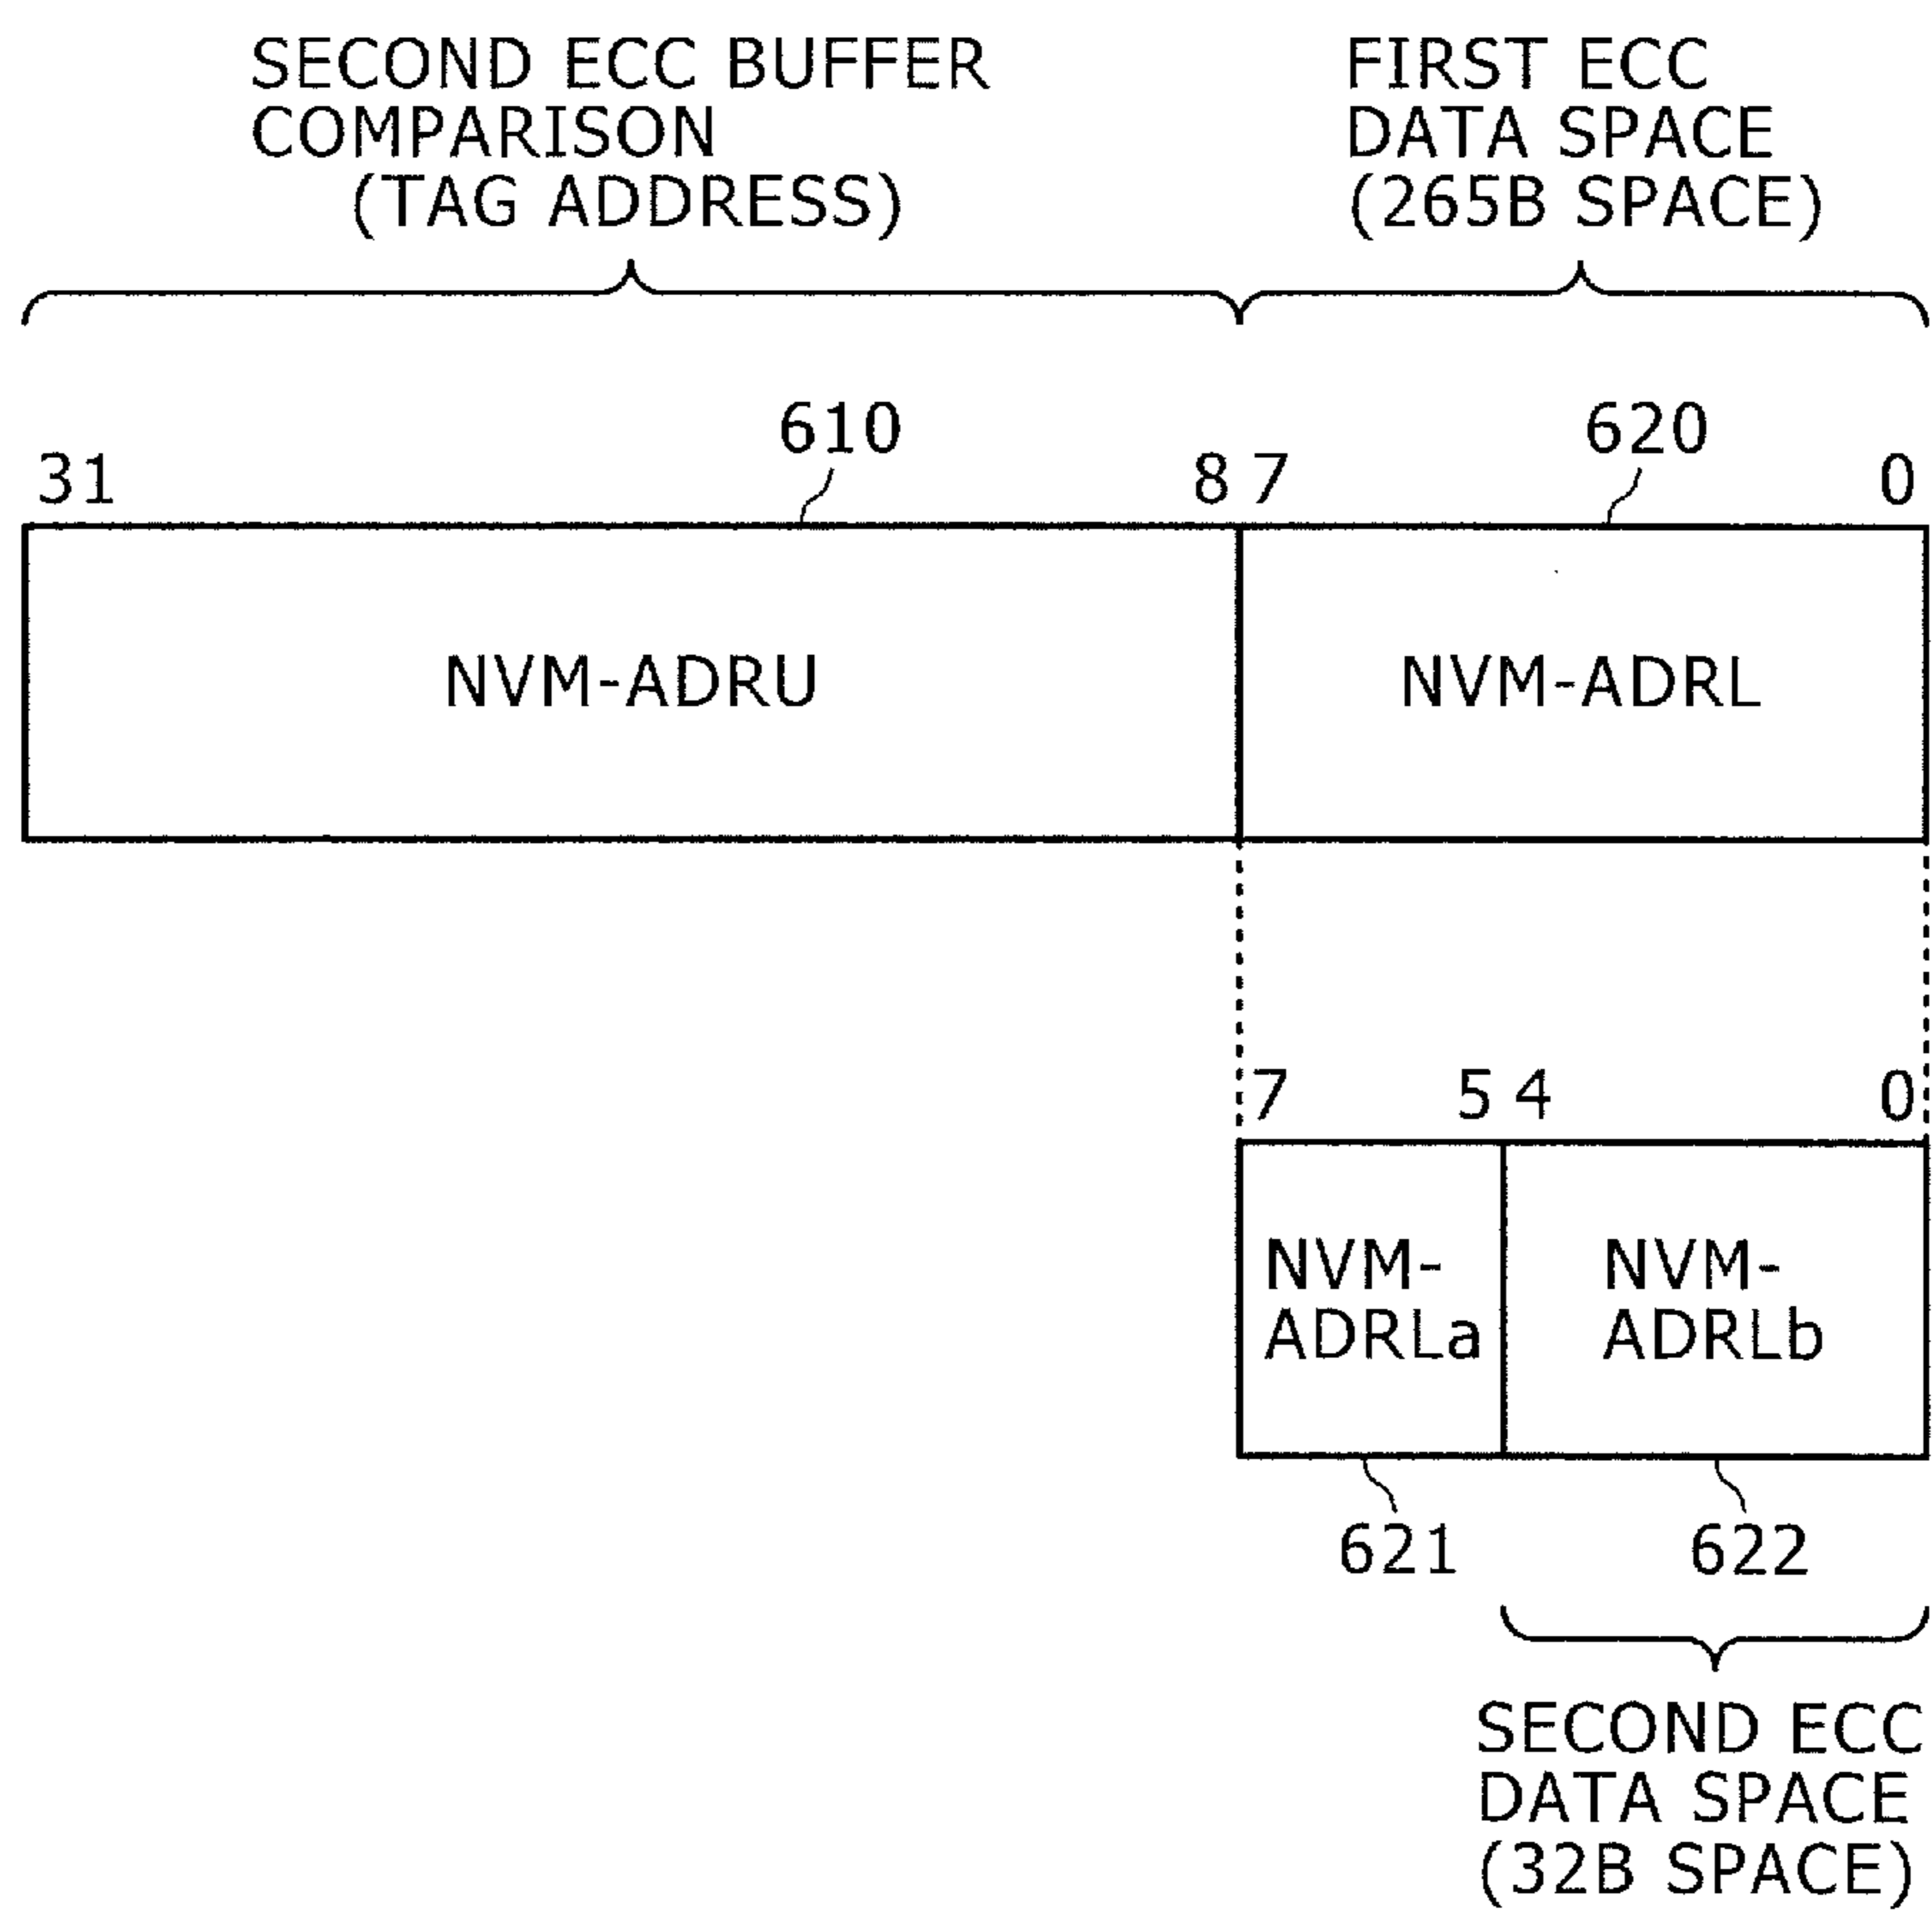 SECOND ECC BUFFER
COMPARISON
(TAG ADDRESS)
FIRST ECC
DATA SPACE
(265B SPACE)
610
620
31
8 7
0
NVM-ADRU
NVM-ADRL
7
5 4
0
NVM-
ADRLa
NVM-
ADRLb
621
622
SECOND ECC
DATA SPACE
(32B SPACE)